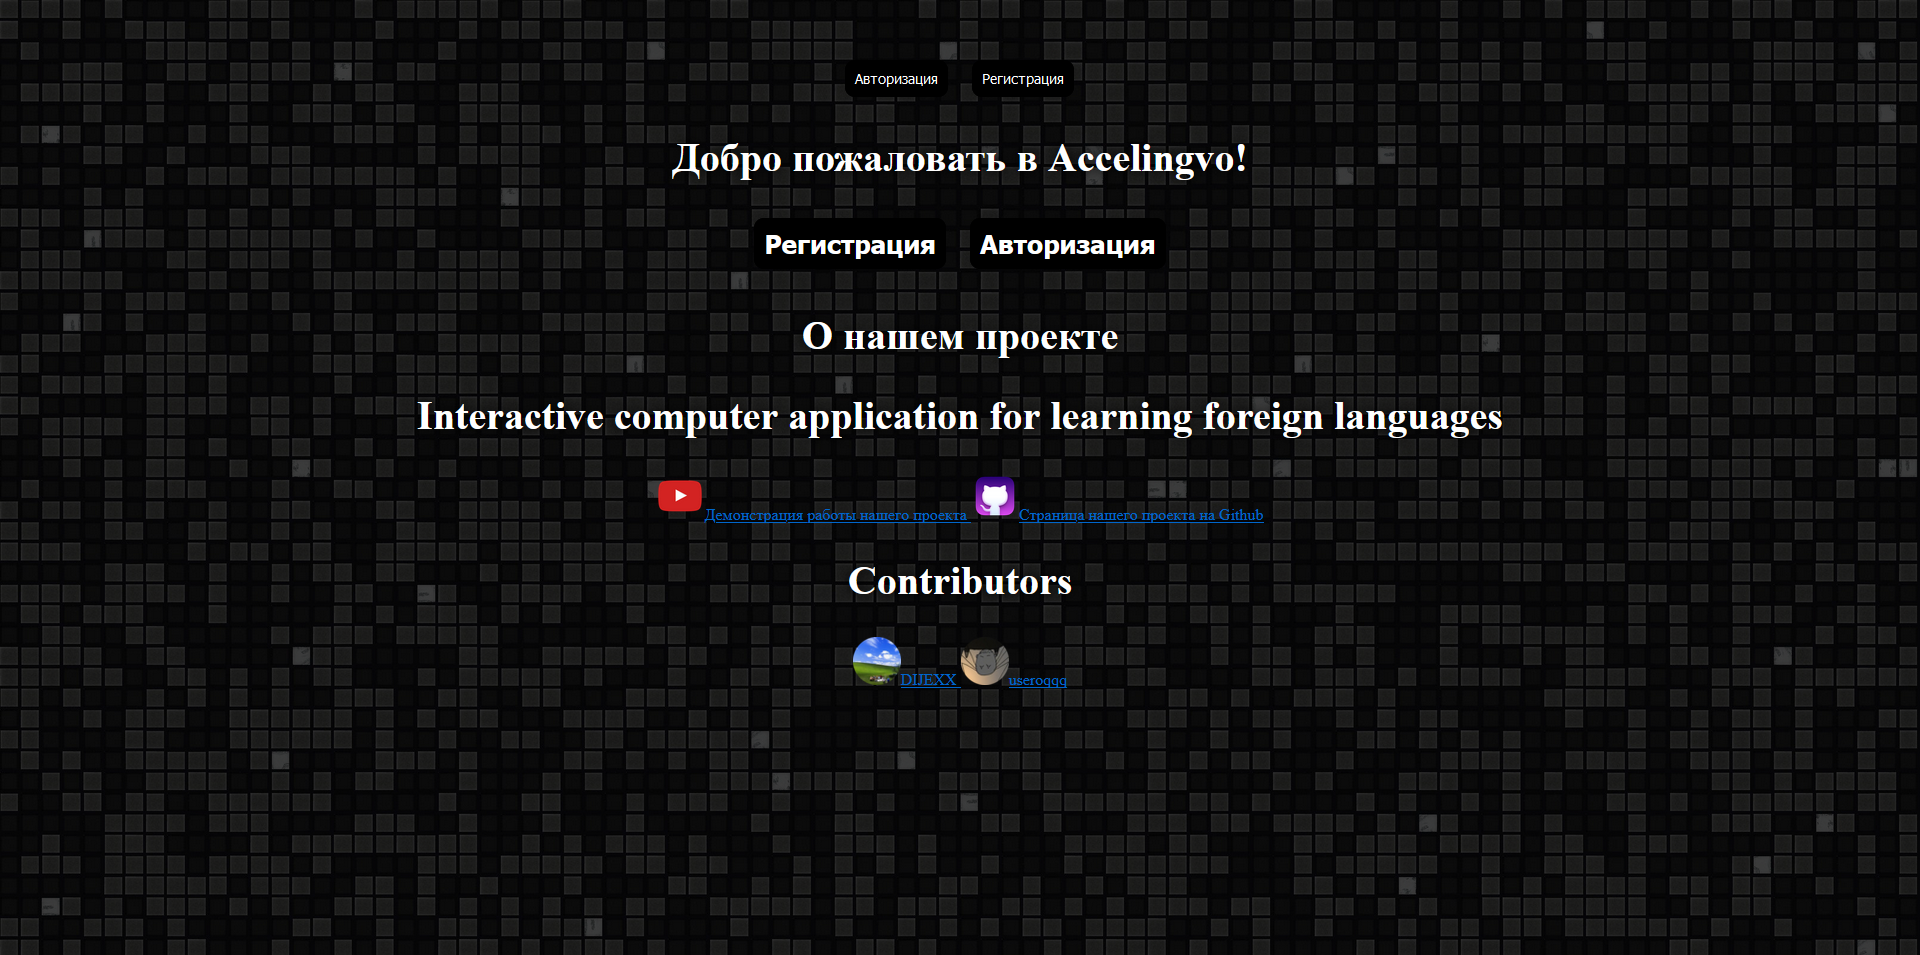 Авторизация Регистрация
Добро пожаловать в Accelingvo!
Регистрация Авторизация
О нашем проекте
Interactive computer application for learning foreign languages
Демонстрация работы нашего проекта Страница нашего проекта на Github
Contributors
DIJEXX useroqqq